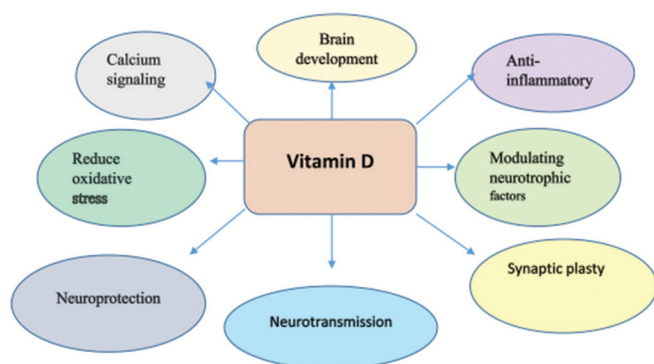 Brain
development
Calcium
signaling
Anti-
inflammatory
Vitamin D
Reduce
oxidative
stress
Modulating
neurotrophic
factors
Neuroprotection
Neurotransmission
Synaptic plasty